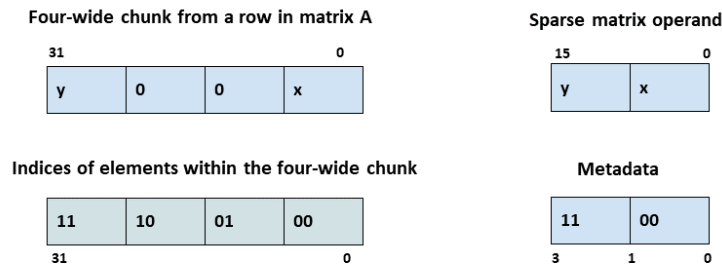 Four-wide chunk from a row in matrix A
31 0
y 0 0 x
Sparse matrix operand
15 0
y x
Indices of elements within the four-wide chunk
11 10 01 00
31 0
Metadata
11 00
3 1 0